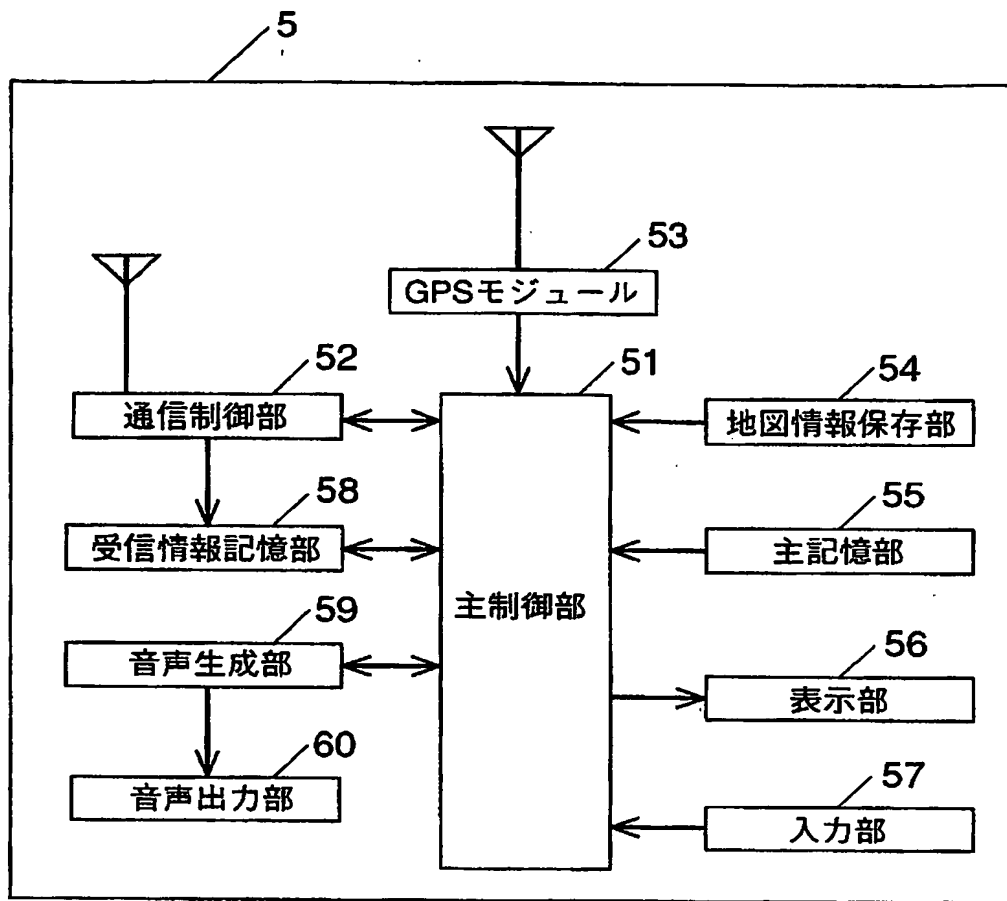 5
53
GPSモジュール
52
通信制御部
51
主制御部
54
地図情報保存部
58
受信情報記憶部
55
主記憶部
59
音声生成部
56
表示部
60
音声出力部
57
入力部